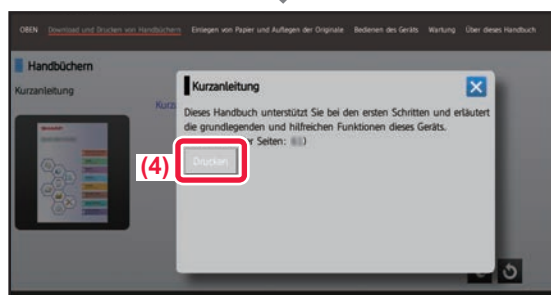 OBEN Download und Drucken von Handbüchern Einlegen von Papier und Auflegen der Originale Bedienen des Geräts Wartung Über dieses Handbuch
Handbüchern
Kurzanleitung
Kurzanleitung
Dieses Handbuch unterstützt Sie bei den ersten Schritten und erläutert
die grundlegenden und hilfreichen Funktionen dieses Geräts.
Seiten:
(4)
Drucken